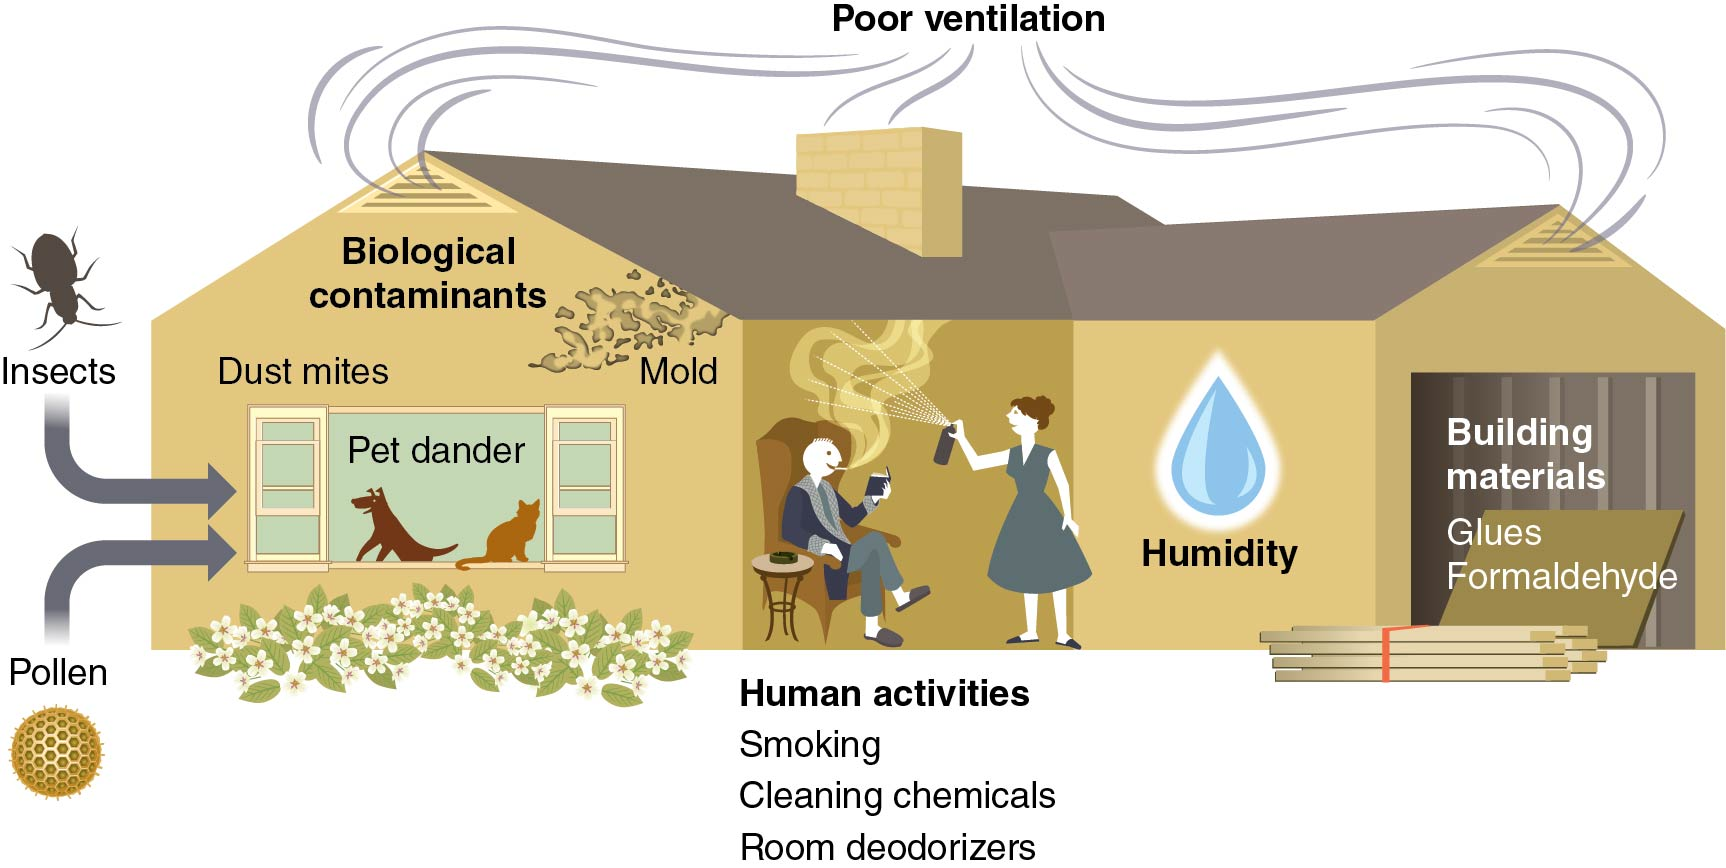 Poor ventilation
Biological
contaminants
Insects
Dust mites
Mold
Pet dander
Building
materials
Glues
Formaldehyde
Humidity
Pollen
Human activities
Smoking
Cleaning chemicals
Room deodorizers